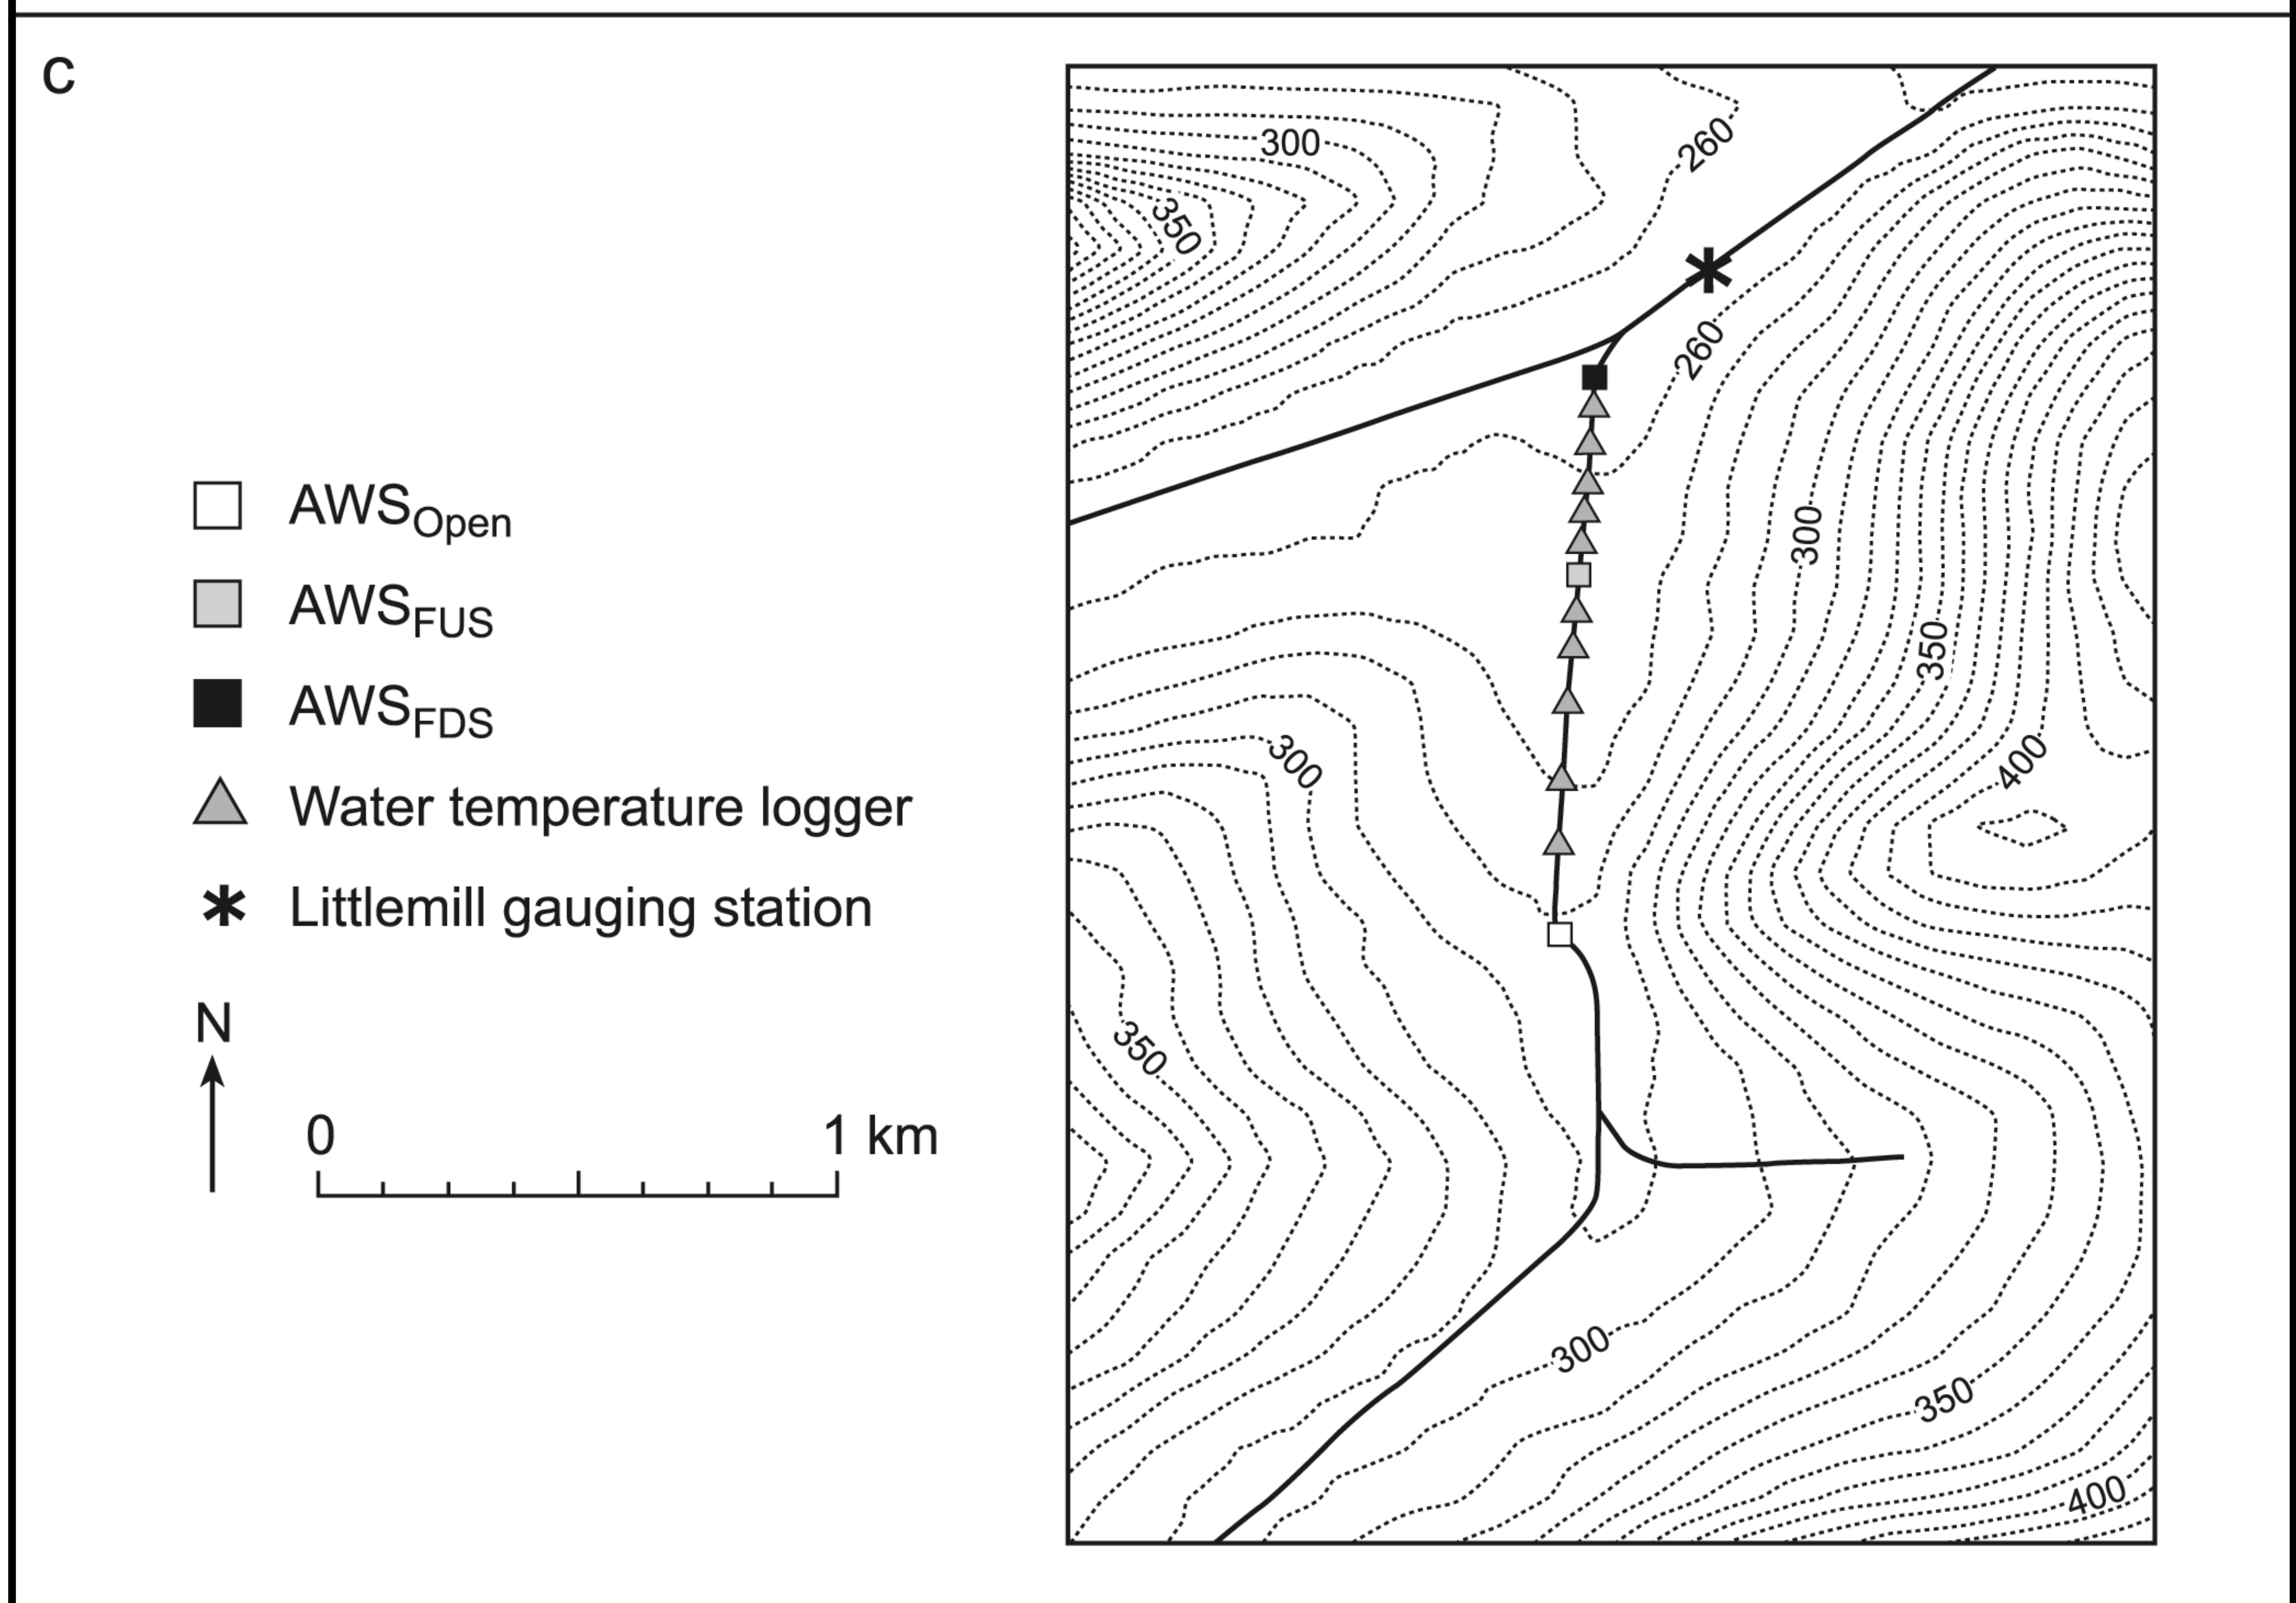 c
AWSOpen
AWSFUS
AWSFDS
Water temperature logger
Littlemill gauging station
N
0 1 km
300
260
350
260
300
350
300
400
350
300
350
400